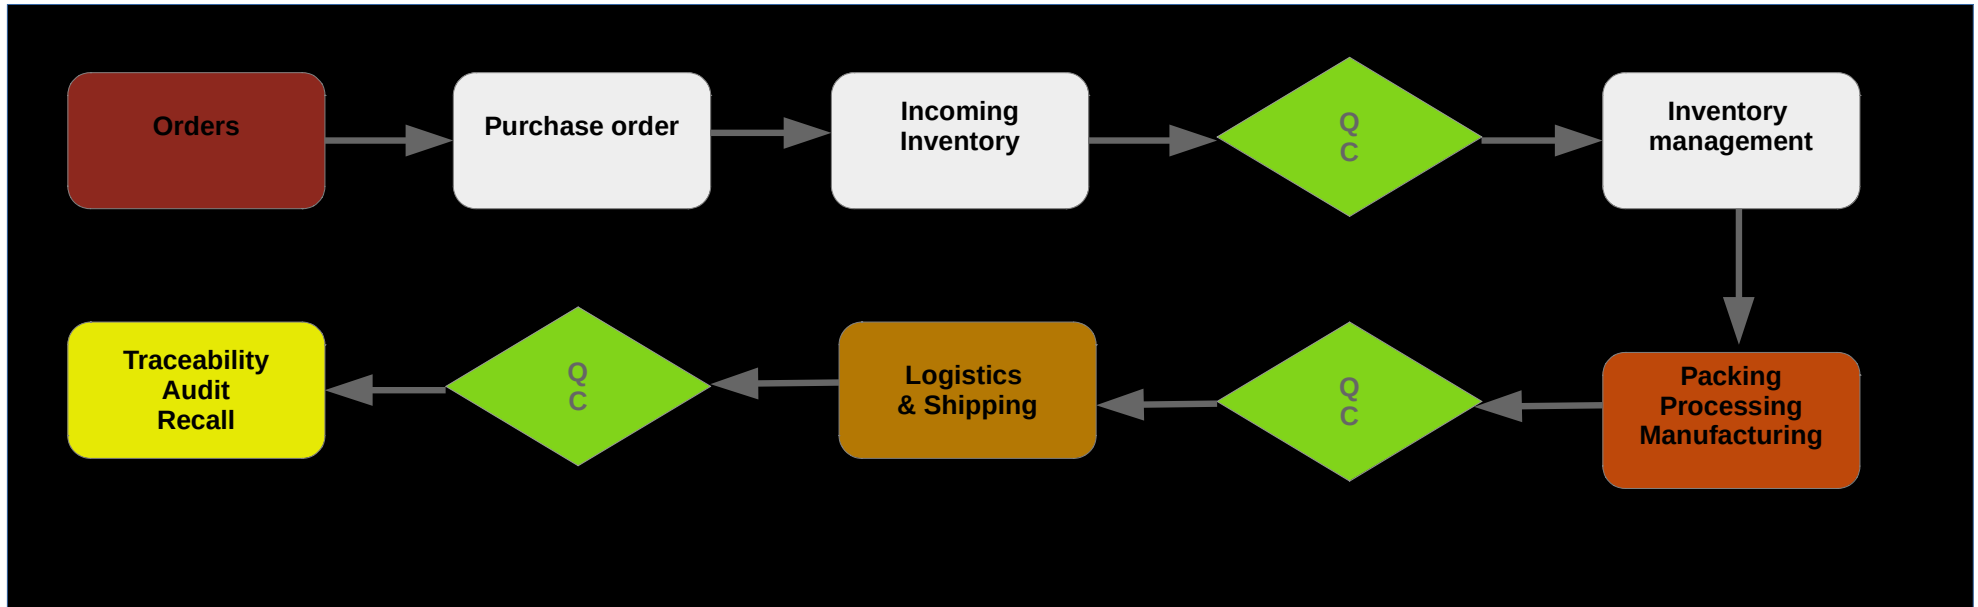 Orders
Purchase order
Incoming
Inventory
Q
C
Inventory
management
Traceability
Audit
Recall
Q
C
Logistics
& Shipping
Q
C
Packing
Processing
Manufacturing